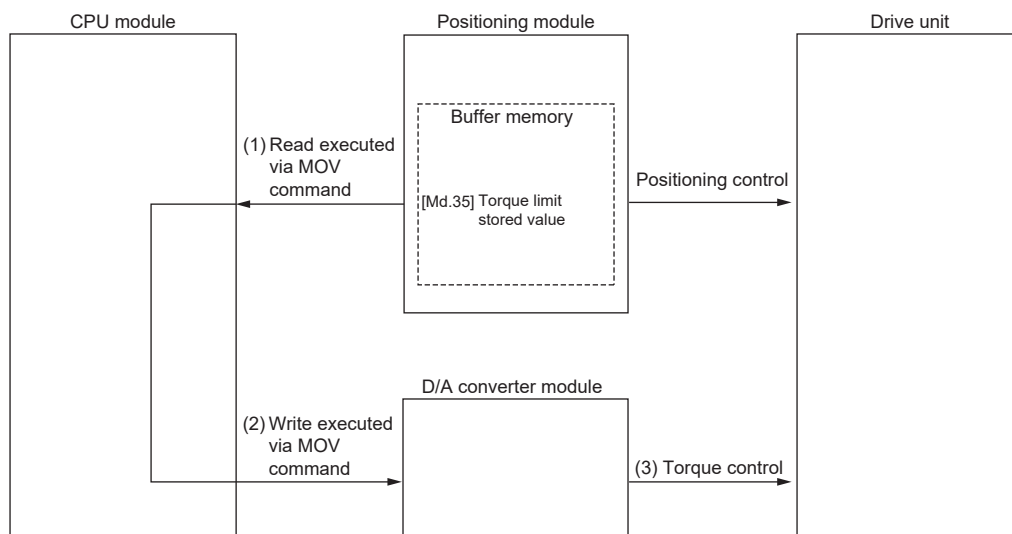 CPU module
Positioning module
Drive unit
Buffer memory
(1) Read executed
via MOV
command
[Md.35] Torque limit
stored value
Positioning control
D/A converter module
(2) Write executed
via MOV
command
(3) Torque control